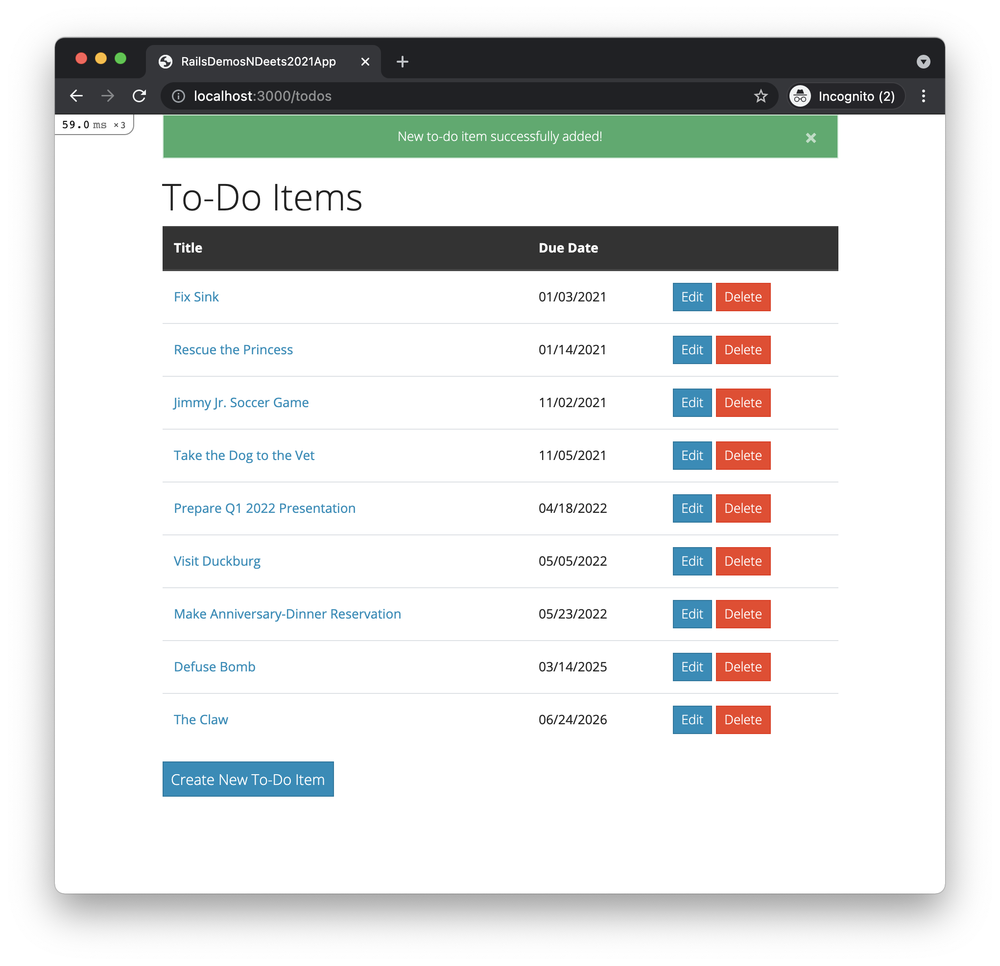 RailsDemosNDeets2021App
localhost:3000/todos
Incognito (2)
59.0 ms ×3
New to-do item successfully added!
To-Do Items
Title Due Date
Fix Sink 01/03/2021 Edit Delete
Rescue the Princess 01/14/2021 Edit Delete
Jimmy Jr. Soccer Game 11/02/2021 Edit Delete
Take the Dog to the Vet 11/05/2021 Edit Delete
Prepare Q1 2022 Presentation 04/18/2022 Edit Delete
Visit Duckburg 05/05/2022 Edit Delete
Make Anniversary-Dinner Reservation 05/23/2022 Edit Delete
Defuse Bomb 03/14/2025 Edit Delete
The Claw 06/24/2026 Edit Delete
Create New To-Do Item